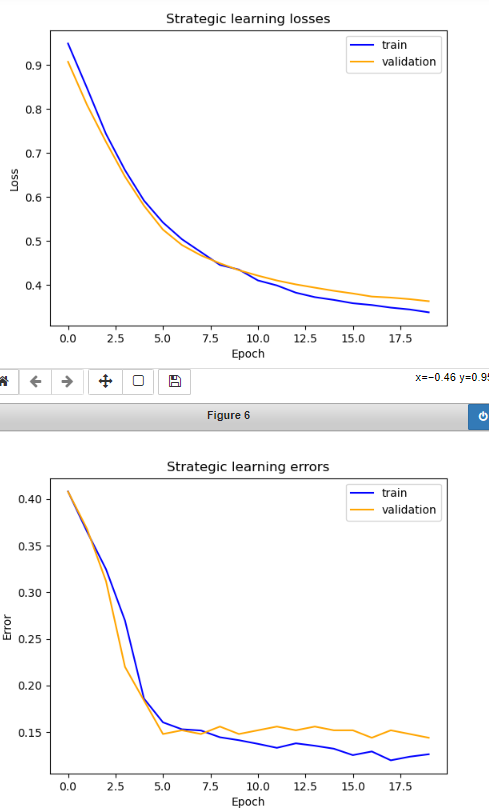 Strategic learning losses
train
validation
0.9
0.8
0.7
0.6
0.5
0.4
Loss
0.0 2.5 5.0 7.5 10.0 12.5 15.0 17.5
Epoch
x=−0.46 y=0.95
Figure 6
Strategic learning errors
train
validation
0.40
0.35
0.30
0.25
0.20
0.15
Error
0.0 2.5 5.0 7.5 10.0 12.5 15.0 17.5
Epoch